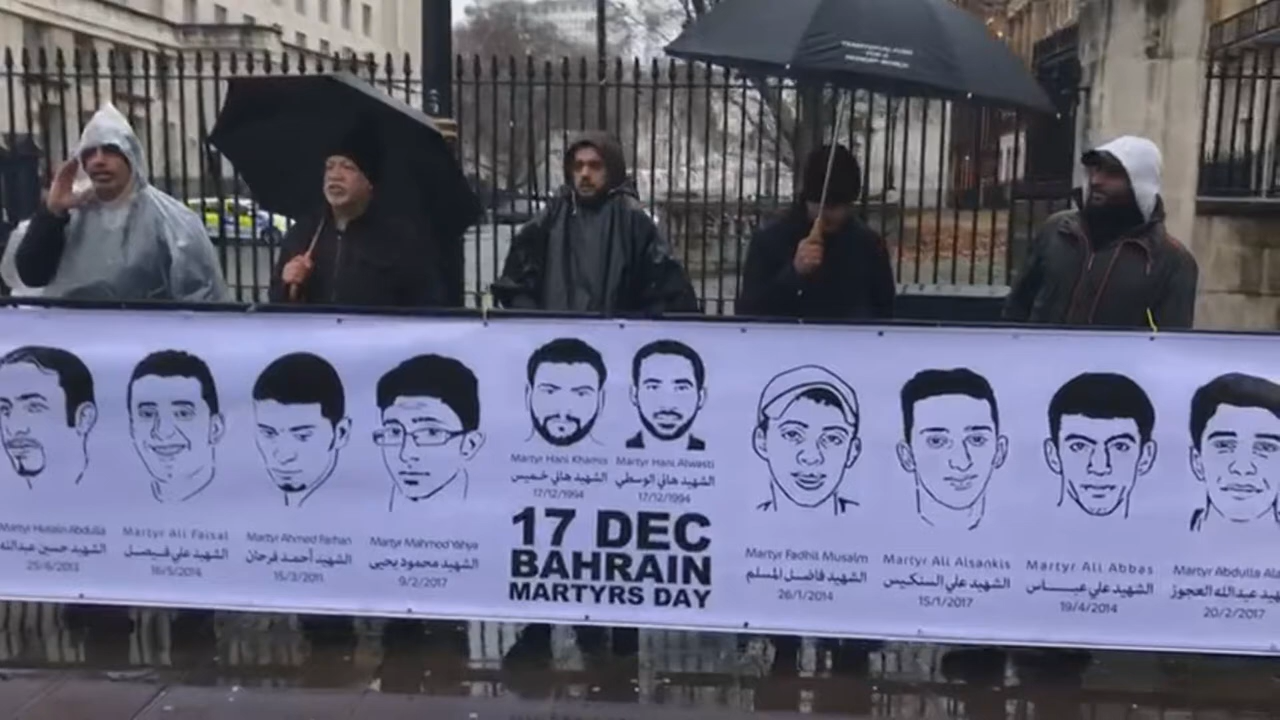 Martyr Husain Abdulla
الشهيد حسين عبدالله
25/6/2013
Martyr Ali Faisal
الشهيد علي فيصل
16/5/2014
Martyr Ahmed Farhan
الشهيد أحمد فرحان
15/3/2011
Martyr Mahmod Yahya
الشهيد محمود يحيى
9/2/2017
Martyr Hani Khamis
الشهيد هاني خميس
17/12/1994
Martyr Hani Alwasti
الشهيد هاني الوسطي
17/12/1994
17 DEC
BAHRAIN
MARTYRS DAY
Martyr Fadhil Musalm
الشهيد فاضل المسلم
26/1/2014
Martyr Ali Alsankis
الشهيد علي السنكيس
15/1/2017
Martyr Ali Abbas
الشهيد علي عباس
19/4/2014
Martyr Abdulla
عبدالله العجوز
20/2/2017